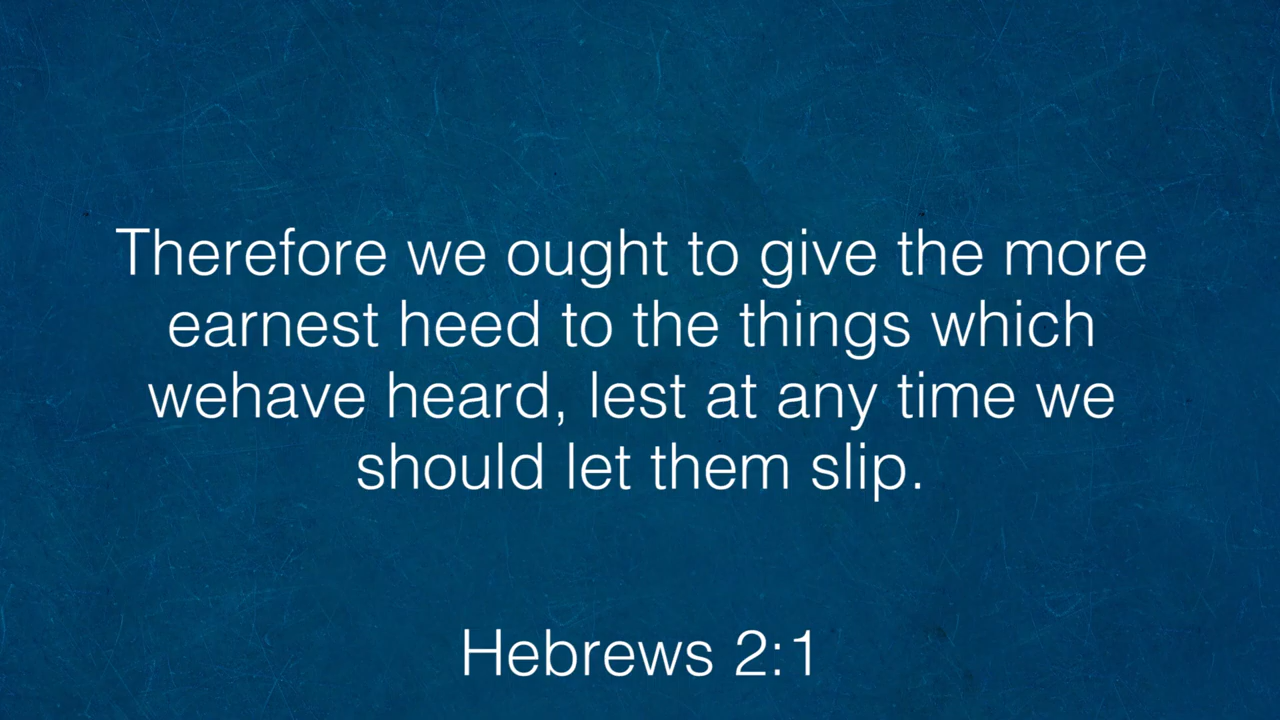 Therefore we ought to give the more
earnest heed to the things which
wehave heard, lest at any time we
should let them slip.
Hebrews 2:1